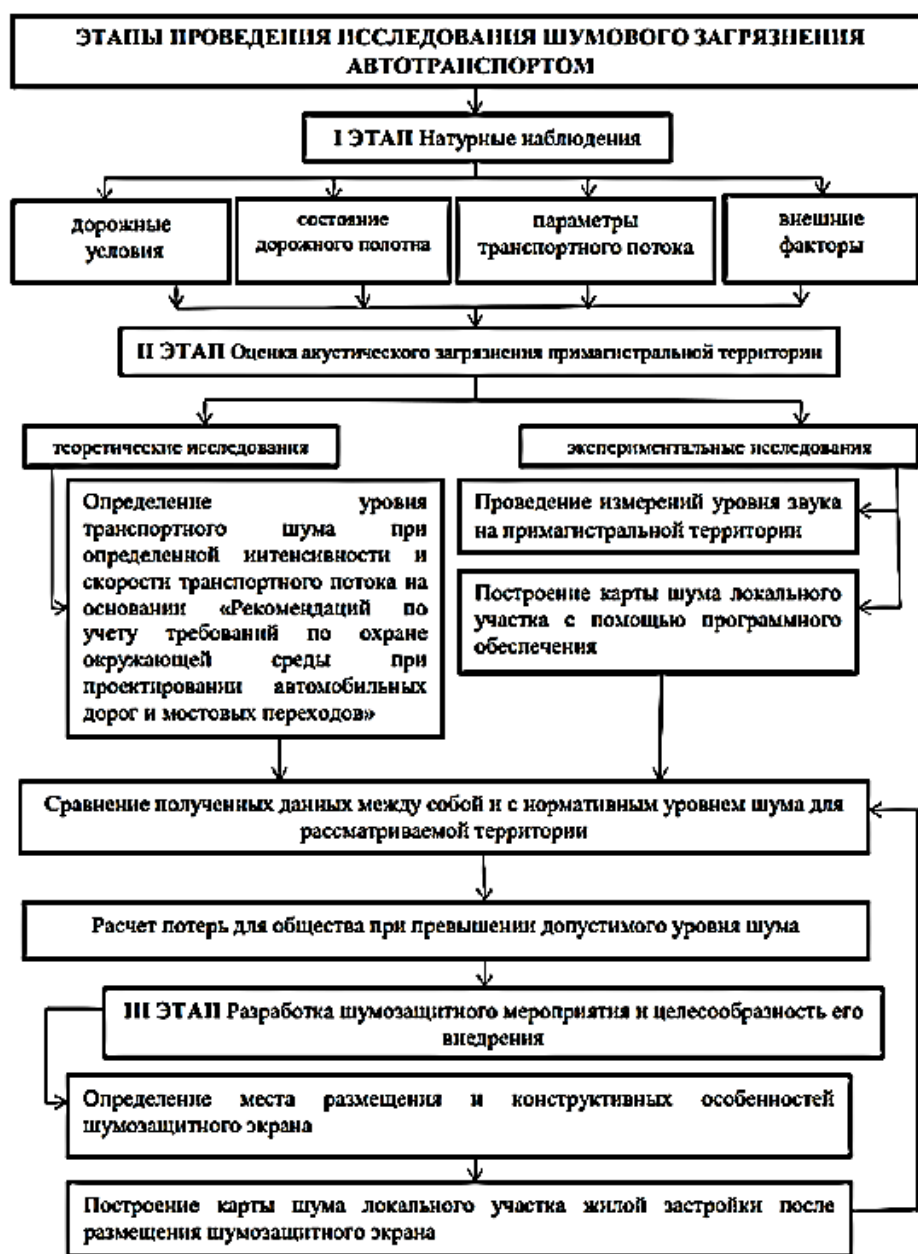 ЭТАПЫ ПРОВЕДЕНИЯ ИССЛЕДОВАНИЯ ШУМОВОГО ЗАГРЯЗНЕНИЯ
АВТОТРАНСПОРТОМ
I ЭТАП Натурные наблюдения
дорожные
условия
состояние
дорожного полотна
параметры
транспортного потока
внешние
факторы
II ЭТАП Оценка акустического загрязнения примагистральной территории
теоретические исследования
Определение уровня
транспортного шума при
определенной интенсивности и
скорости транспортного потока на
основании «Рекомендаций по
учету требований по охране
окружающей среды при
проектировании автомобильных
дорог и мостовых переходов»
экспериментальные исследования
Проведение измерений уровня звука
на примагистральной территории
Построение карты шума локального
участка с помощью программного
обеспечения
Сравнение полученных данных между собой и с нормативным уровнем шума для
рассматриваемой территории
Расчет потерь для общества при превышении допустимого уровня шума
III ЭТАП Разработка шумозащитного мероприятия и целесообразность его
внедрения
Определение места размещения и конструктивных особенностей
шумозащитного экрана
Построение карты шума локального участка жилой застройки после
размещения шумозащитного экрана